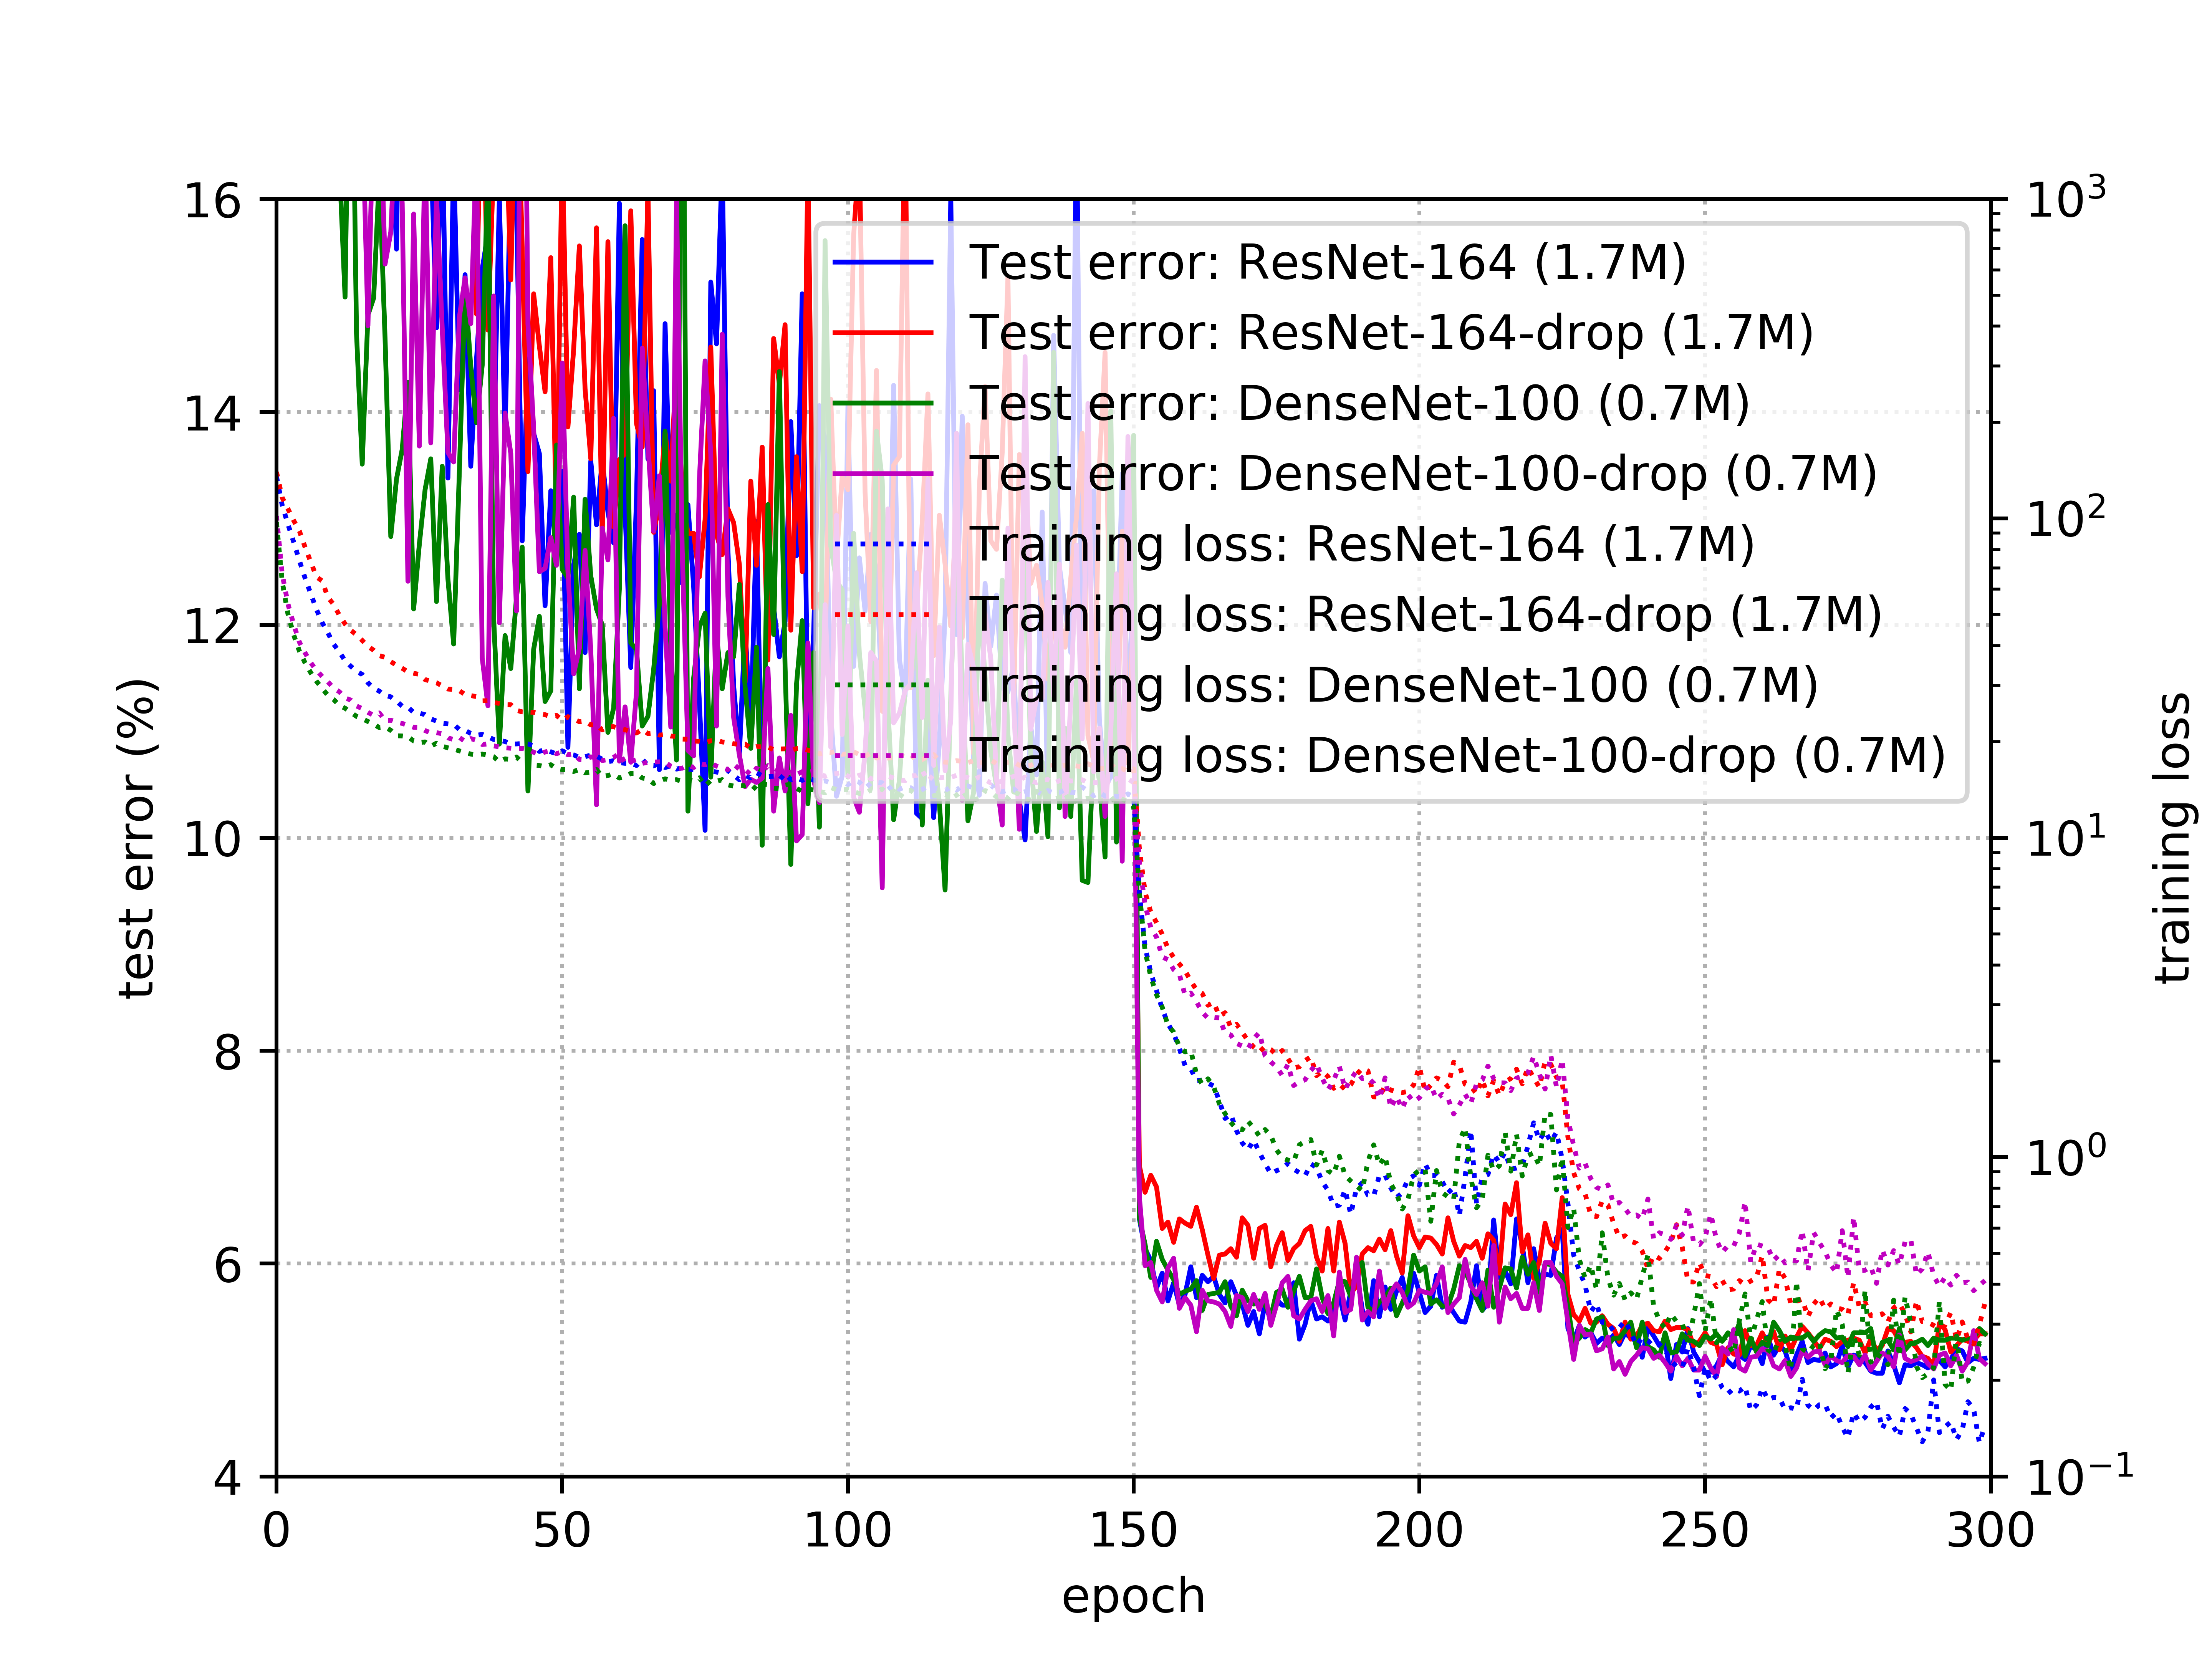 16
14
12
10
8
6
4
test error (%)
Test error: ResNet-164 (1.7M)
Test error: ResNet-164-drop (1.7M)
Test error: DenseNet-100 (0.7M)
Test error: DenseNet-100-drop (0.7M)
Training loss: ResNet-164 (1.7M)
Training loss: ResNet-164-drop (1.7M)
Training loss: DenseNet-100 (0.7M)
Training loss: DenseNet-100-drop (0.7M)
10³
10²
10¹
10⁰
10⁻¹
training loss
0 50 100 150 200 250 300
epoch